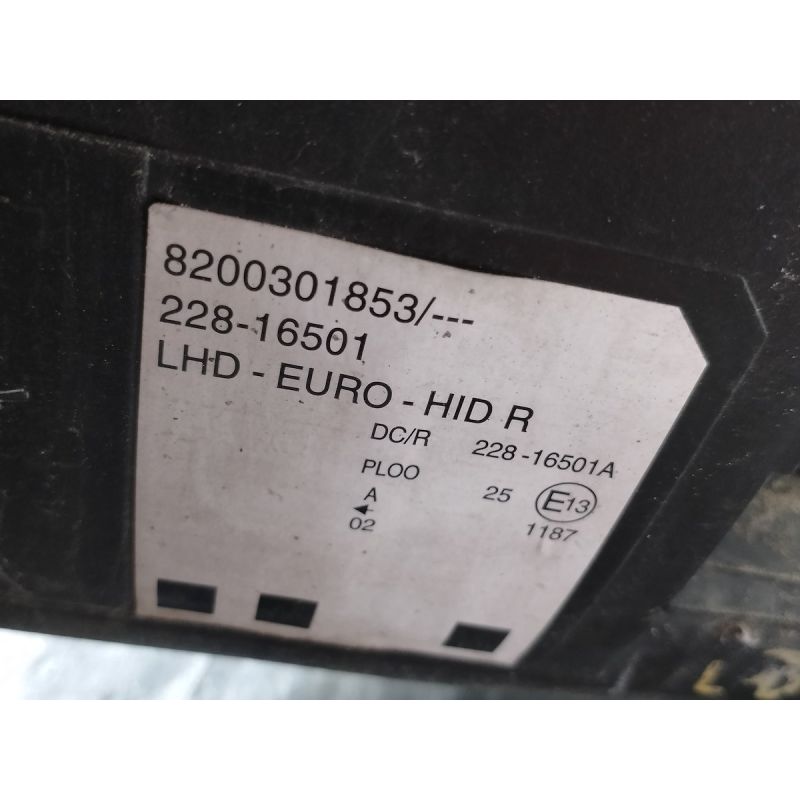 8200301853/---
228-16501
LHD - EURO - HID R
DC/R 228-16501A
PLOO
A 25 E13
02 1187